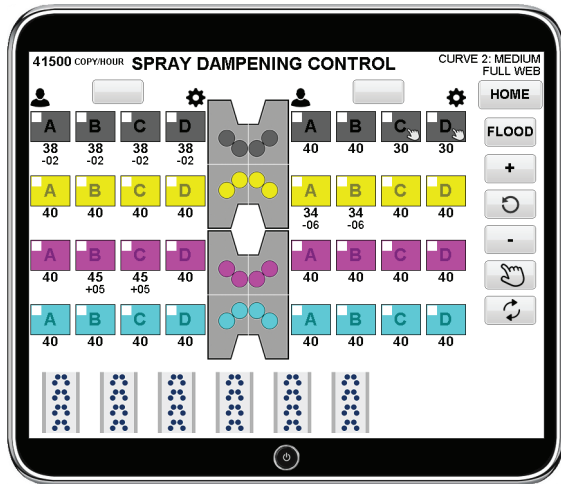 41500 COPY/HOUR SPRAY DAMPENING CONTROL CURVE 2: MEDIUM
FULL WEB
HOME
A B C D A B C D
38 38 38 38 40 40 30 30
-02 -02 -02 -02
FLOOD
+
A B C D A B C D
40 40 40 40 34 34 40 40
-06 -06
-
A B C D A B C D
40 45 45 40 40 40 40 40
+05 +05
A B C D A B C D
40 40 40 40 40 40 40 40